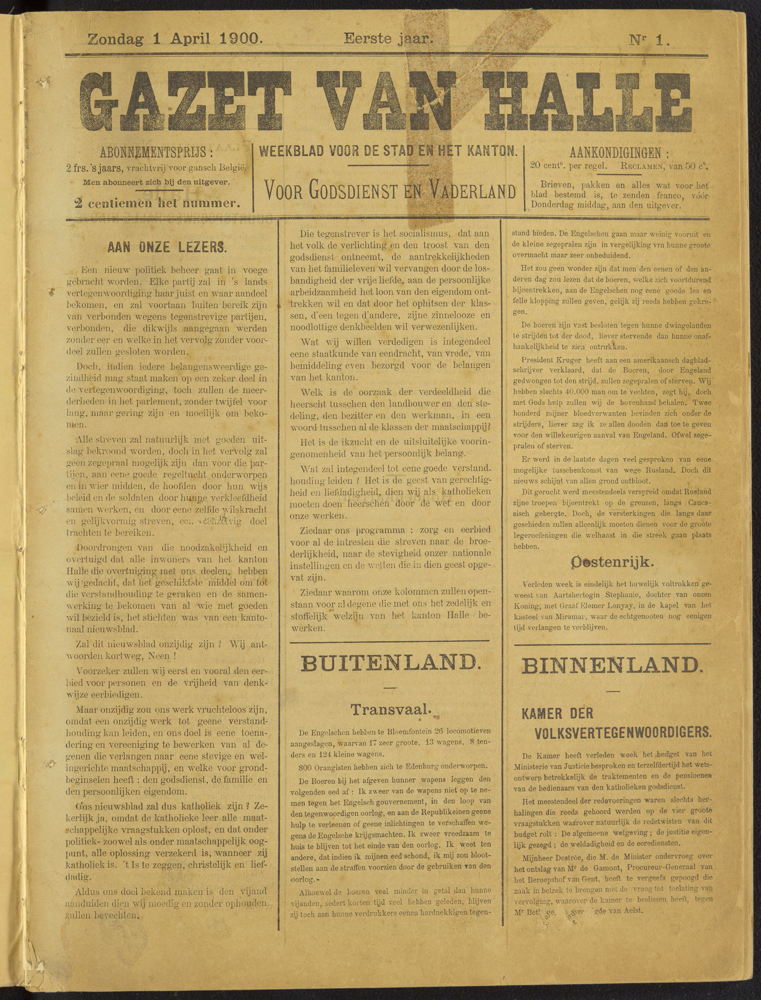 Zondag 1 April 1900.
Eerste jaar.
Nr 1.
GAZET VAN HALLE
ABONNEMENTSPRIJS :
2 frs. 's jaars, vrachtvrij voor gansch België.
Men abonneert zich bij den uitgever.
2 centiemen het nummer.
WEEKBLAD VOOR DE STAD EN HET KANTON.
VOOR GODSDIENST EN VADERLAND
AANKONDIGINGEN :
20 centn. per regel. RECLAMEN, van 50 cn.
Brieven, pakken en alles wat voor het
blad bestemd is, te zenden franco, vóór
Donderdag middag, aan den uitgever.
AAN ONZE LEZERS.
Een nieuw politiek beheer gaat in voege
gebracht worden. Elke partij zal in 's lands
vertegenwoordiging haar juist en waar aandeel
bekomen, en zal voortaan buiten bereik zijn
van verbonden wegens tegenstrevige partijen,
verbonden, die dikwijls aangegaan werden
zonder eer en welke in het vervolg zonder voor-
deel zullen gesloten worden.
Doch, indien iedere belangensweerdige ge-
zindheid mag staat maken op een zeker deel in
de vertegenwoordiging, toch zullen de meer-
derheden in het parlement, zonder twijfel voor
lang, maar gering zijn en moeilijk om beko-
men.
Alle streven zal natuurlijk met goeden uit-
slag bekroond worden, doch in het vervolg zal
geen zegepraal mogelijk zijn dan voor die par-
tijen, aan eene goede regeltucht onderworpen
en in wier midden, de hoofden door hun wijs
beleid en de soldaten door hunne verkleefdheid
samen werken, en door eene zelfde wilskracht
en gelijkvormig streven, een doel
trachten te bereiken.
Doordrongen van die noodzakelijkheid en
overtuigd dat alle inwoners van het kanton
Halle die overtuiging met ons deelen, hebben
wij gedacht, dat het geschiktste middel om tot
die verstandhouding te geraken en de samen-
werking te bekomen van al wie met goeden
wil bezield is, het stichten was van een kanto-
naal nieuwsblad.
Zal dit nieuwsblad onzijdig zijn ? Wij ant-
woorden kortweg, Neen !
Voorzeker zullen wij eerst en vooral den eer-
bied voor personen en de vrijheid van denk-
wijze eerbiedigen.
Maar onzijdig zou ons werk vruchteloos zijn,
omdat een onzijdig werk tot geene verstand-
houding kan leiden, en ons doel is eene toena-
dering en vereeniging te bewerken van al de-
genen die verlangen naar eene stevige en wel-
ingerichte maatschappij, en welke voor grond-
beginselen heeft : den godsdienst, de familie en
den persoonlijken eigendom.
Ons nieuwsblad zal dus katholiek zijn ? Ze-
kerlijk ja, omdat de katholieke leer alle maat-
schappelijke vraagstukken oplost, en dat onder
politiek- zoowel als onder maatschappelijk oog-
punt, alle oplossing verzekerd is, wanneer zij
katholiek is. 't Is te zeggen, christelijk en lief-
dadig.
Aldus ons doel bekend maken is den vijand
aanduiden dien wij moedig en zonder ophouden
zullen bevechten.
Die tegenstrever is het socialismus, dat aan
het volk de verlichting en den troost van den
godsdienst ontneemt, de aantrekkelijkheden
van het familieleven wil vervangen door de los-
bandigheid der vrije liefde, aan de persoonlijke
arbeidzaamheid het loon van den eigendom ont-
trekken wil en dat door het ophitsen der klas-
sen, d'een tegen d'andere, zijne zinnelooze en
noodlottige denkbeelden wil verwezenlijken.
Wat wij willen verdedigen is integendeel
eene staatkunde van eendracht, van vrede, van
bemiddeling even bezorgd voor de belangen
van het kanton.
Welk is de oorzaak der verdeeldheid die
heerscht tusschen den landbouwer en den ste-
deling, den bezitter en den werkman, in een
woord tusschen al de klassen der maatschappij?
Het is de ikzucht en de uitsluitelijke voorin-
genomenheid van het persoonlijk belang.
Wat zal integendeel tot eene goede verstand-
houding leiden ? Het is de geest van gerechtig-
heid en liefdadigheid, dien wij als katholieken
moeten doen heerschen door de wet en door
onze werken.
Ziedaar ons programma : zorg en eerbied
voor al de intresten die streven naar de broe-
derlijkheid, naar de stevigheid onzer nationale
instellingen en de wetten die in dien geest opge-
vat zijn.
Ziedaar waarom onze kolommen zullen open-
staan voor al degene die met ons het zedelijk en
stoffelijk welzijn van het kanton Halle be-
werken.
BUITENLAND.
Transvaal.
De Engelschen hebben te Bloemfontein 26 locomotieven
aangeslagen, waarvan 17 zeer groote, 13 wagens, 8 ten-
ders en 124 kleine wagens.
800 Oranjisten hebben zich te Edenburg onderworpen.
De Boeren bij het afgeven hunner wapens leggen den
volgenden eed af : Ik zweer van de wapens niet op te ne-
men tegen het Engelsch gouvernement, in den loop van
den tegenwoordigen oorlog, en aan de Republikeinen geene
hulp te verleenen of geene inlichtingen te verschaffen we-
gens de Engelsche krijgsmachten. Ik zweer vreedzaam te
huis te blijven tot het einde van den oorlog. Ik weet ten
andere, dat indien ik mijnen eed schond, ik mij zou bloot-
stellen aan de straffen voorzien door de gebruiken van den
oorlog.»
Alhoewel de boeren veel minder in getal dan hunne
vijanden, sedert korten tijd veel hebben geleden, blijven
zij toch aan hunne verdrukkers eenen hardnekkigen tegen-
stand bieden. De Engelschen gaan maar weinig vooruit en
de kleine zegepralen zijn in vergelijking van hunne groote
overmacht maar zeer onbeduidend.
Het zou geen wonder zijn dat men den eenen of den an-
deren dag zou lezen dat de boeren, welke zich voortdurend
bijeentrekken, aan de Engelschen nog eene goede les en
felle klopping zullen geven, gelijk zij reeds hebben gekre-
gen.
De boeren zijn vast besloten tegen hunne dwingelanden
te strijden tot der dood, liever stervende dan hunne onaf-
hankelijkheid te zien ontrukken.
President Kruger heeft aan een amerikaansch dagblad-
schrijver verklaard, dat de Boeren, door Engeland
gedwongen tot den strijd, zullen zegepralen of sterven. Wij
hebben slechts 40.000 man om te vechten, zegt hij, doch
met Gods hulp zullen wij de bovenhand behalen. Twee
honderd mijner bloedverwanten bevinden zich onder de
strijders, liever zag ik ze allen dooden dan toe te geven
voor den willekeurigen aanval van Engeland. Ofwel zege-
pralen of sterven.
Er werd in de laatste dagen veel gesproken van eene
mogelijke tusschenkomst van wege Rusland. Doch dit
nieuws schijnt van allen grond ontbloot.
Dit gerucht werd meestendeels verspreid omdat Rusland
zijne troepen bijeentrekt op de grenzen, langs Cauca-
sisch gebergte. Doch, de versterkingen die langs daar
geschieden zullen alleenlijk moeten dienen voor de groote
legeroefeningen die welhaast in die streek gaan plaats
hebben.
Oostenrijk.
Verleden week is eindelijk het huwelijk voltrokken ge-
weest van Aartshertogin Stephanie, dochter van onzen
Koning, met Graaf Elemer Lonyay, in de kapel van het
kasteel van Miramar, waar de echtgenooten nog eenigen
tijd verlangen te verblijven.
BINNENLAND.
KAMER DER
VOLKSVERTEGENWOORDIGERS.
De Kamer heeft verleden week het budget van het
Ministerie van Justicie besproken en terzelfdertijd het wets-
ontwerp betrekkelijk de traktementen en de pensioenen
van de bedienaars van den katholieken godsdienst.
Het meestendeel der redevoeringen waren slechts her-
halingen die reeds gehoord werden op de vier groote
vraagstukken wafrover natuurlijk de redetwisten van dit
budget rolt : De algemeene wetgeving ; de justitie eigen-
lijk gezegd ; de weldadigheid en de eerediensten.
Mijnheer Destrée, die M. de Minister ondervroeg over
het ontslag van Mr de Gamont, Procureur-Generaal van
het Beroepshof van Gent, heeft te vergeefs gepoogd die
zaak in betrek te brengen met de vraag tot toelating van
vervolging, waarover de kamer te beslissen heeft, tegen
Mr van Aelst.